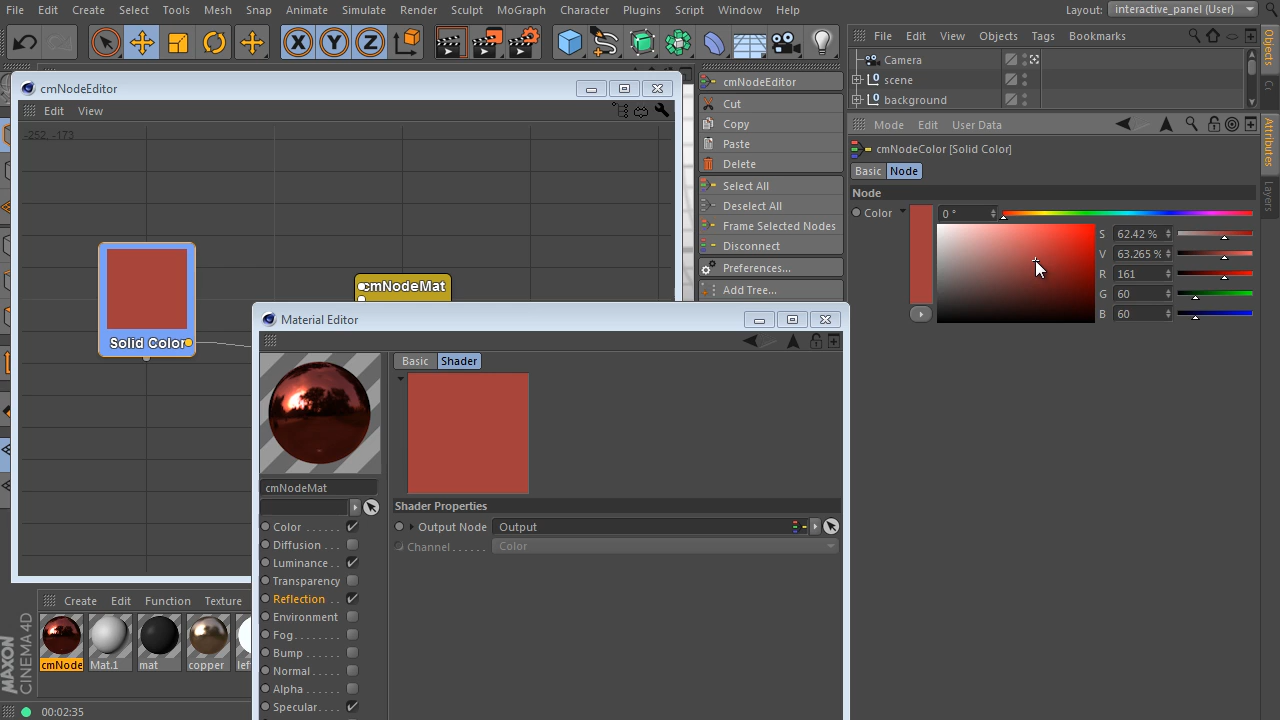 File Edit Create Select Tools Mesh Snap Animate Simulate Render Sculpt MoGraph Character Plugins Script Window Help Layout: interactive_panel (User)
X Y Z
File Edit View Objects Tags Bookmarks
Camera
scene
background
Objects
cmNodeEditor
Edit View
-252, -173
Solid Color
cmNodeMat
cmNodeEditor
Cut
Copy
Paste
Delete
Select All
Deselect All
Frame Selected Nodes
Disconnect
Preferences...
Add Tree...
Mode Edit User Data
cmNodeColor [Solid Color]
Basic Node
Node
Color 0 °
S 62.42 %
V 63.265 %
R 161
G 60
B 60
Attributes
Layers
Material Editor
Basic Shader
cmNodeMat
Shader Properties
Output Node Output
Channel . . . . . . Color
Color . . . . . .
Diffusion . . .
Luminance . .
Transparency
Reflection . .
Environment
Fog. . . . . . . .
Bump. . . . . .
Normal. . . . .
Alpha . . . . . .
Specular. . . .
Create Edit Function Texture
cmNode Mat.1 mat copper
MAXON
CINEMA 4D
00:02:35